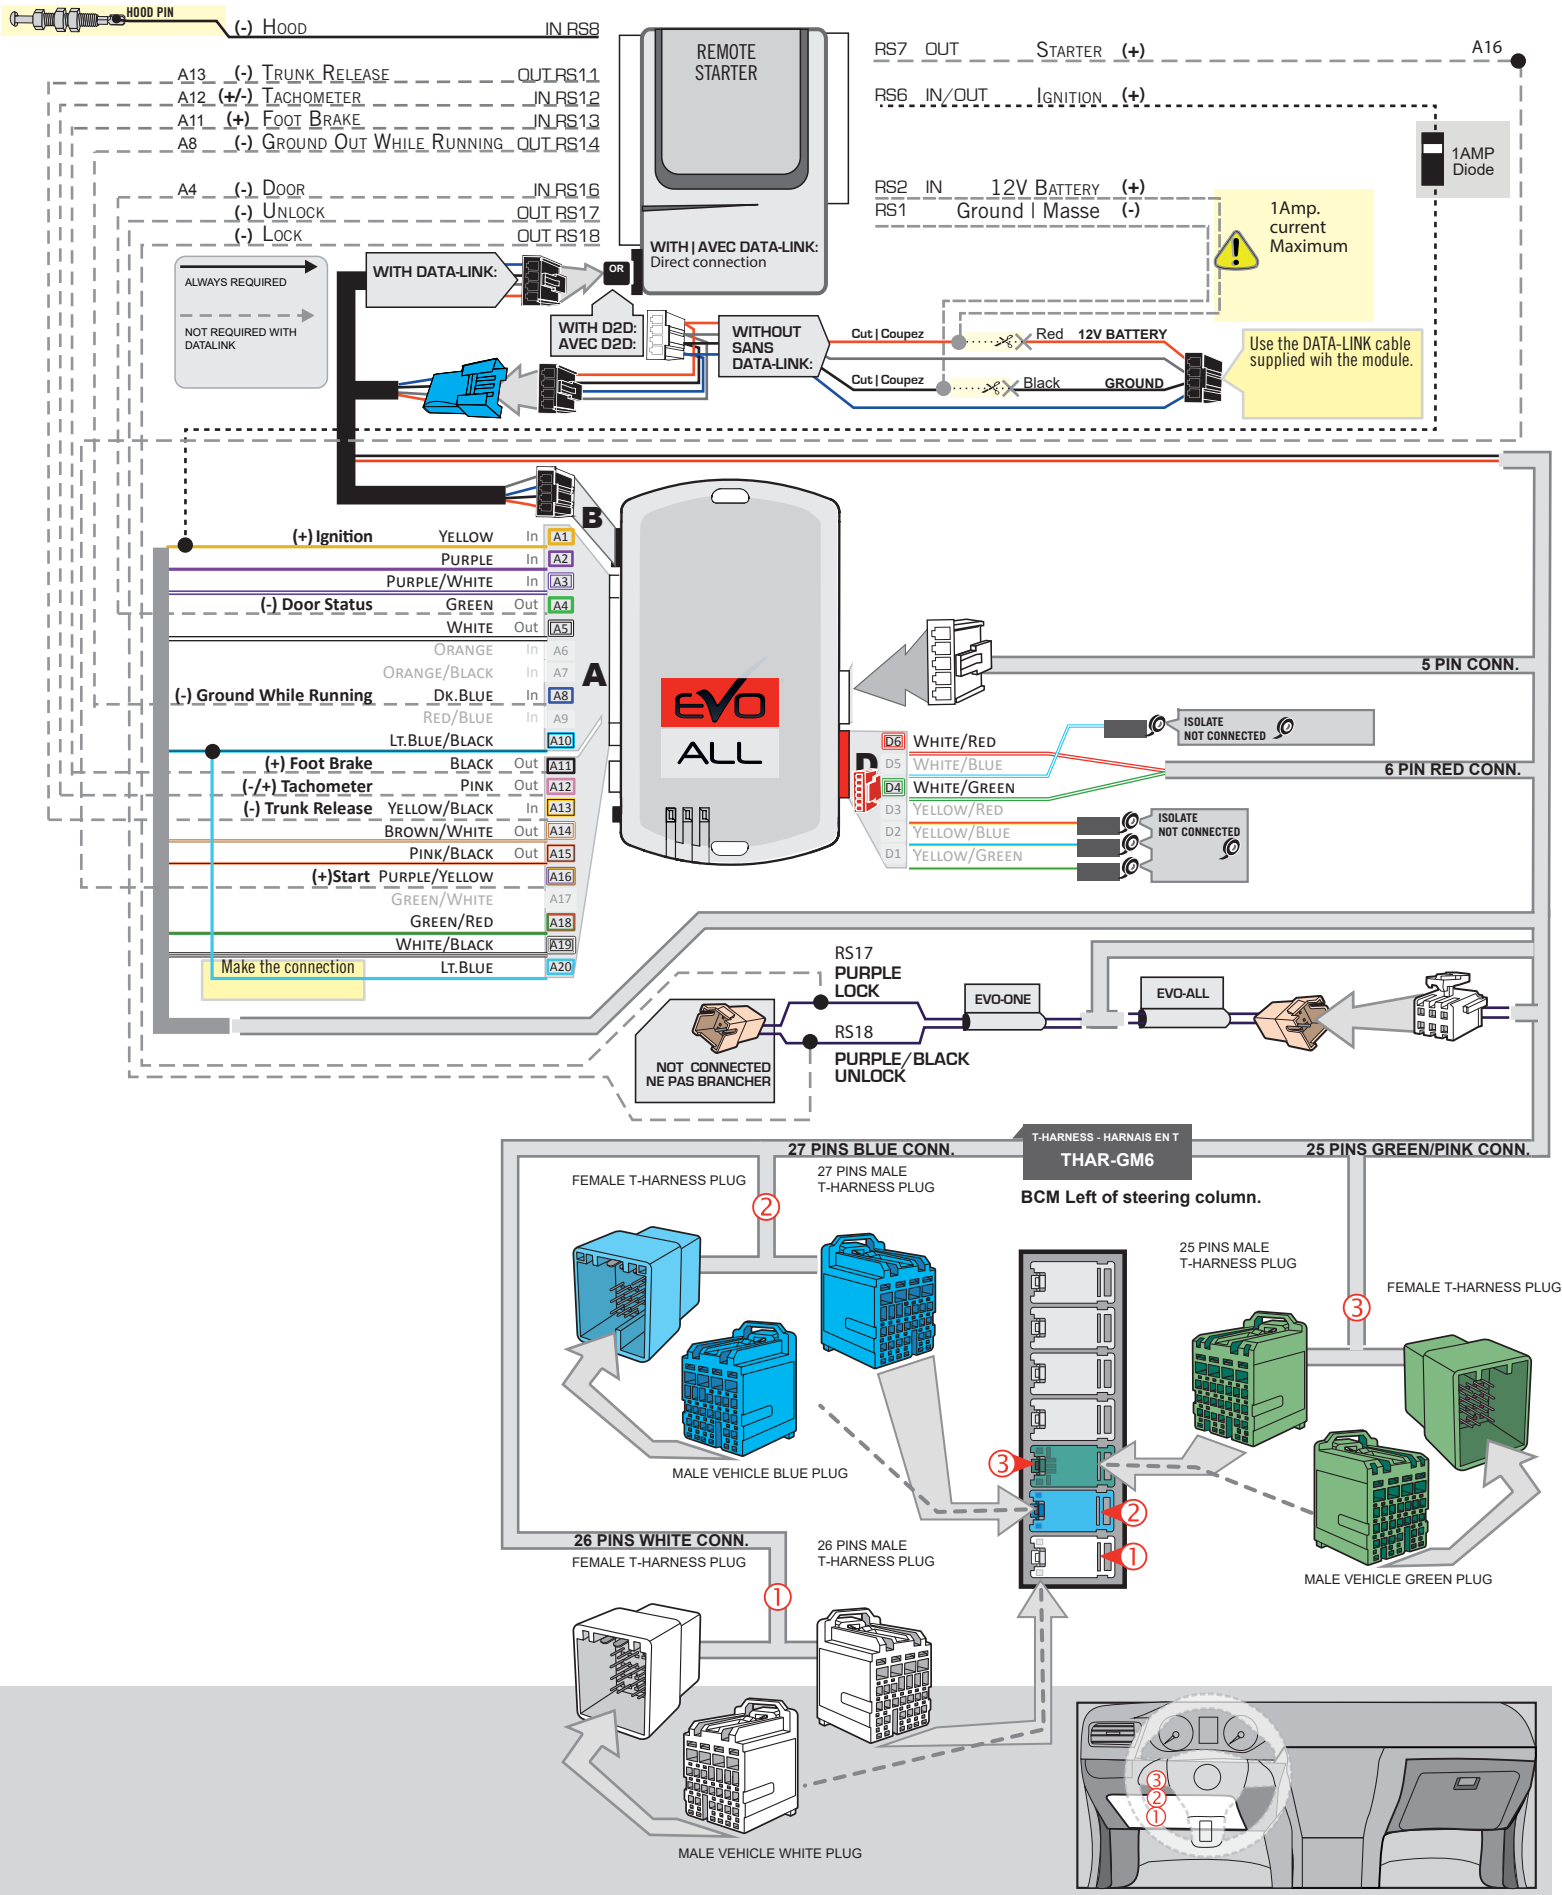 HOOD PIN
(-) Hood IN RS8
A13 (-) Trunk Release OUT RS11
A12 (+/-) Tachometer IN RS12
A11 (+) Foot Brake IN RS13
A8 (-) Ground Out While Running OUT RS14
A4 (-) Door IN RS16
(-) Unlock OUT RS17
(-) Lock OUT RS18
REMOTE
STARTER
WITH | AVEC DATA-LINK:
Direct connection
RS7 OUT Starter (+) A16
RS6 IN/OUT Ignition (+)
1AMP
Diode
RS2 IN 12V Battery (+)
RS1 Ground | Masse (-)
1Amp.
current
Maximum
ALWAYS REQUIRED
NOT REQUIRED WITH
DATALINK
WITH DATA-LINK:
OR
WITH D2D:
AVEC D2D:
WITHOUT
SANS
DATA-LINK:
Cut | Coupez Red 12V BATTERY
Cut | Coupez Black GROUND
Use the DATA-LINK cable
supplied wih the module.
B
A
D
(+) Ignition Yellow In A1
Purple In A2
Purple/White In A3
(-) Door Status Green Out A4
White Out A5
Orange In A6
Orange/Black In A7
(-) Ground While Running Dk.Blue In A8
Red/Blue In A9
Lt.Blue/Black A10
(+) Foot Brake Black Out A11
(-/+) Tachometer Pink Out A12
(-) Trunk Release Yellow/Black In A13
Brown/White Out A14
Pink/Black Out A15
(+)Start Purple/Yellow A16
Green/White A17
Green/Red A18
White/Black A19
Make the connection Lt.Blue A20
EVO
ALL
5 PIN CONN.
D6 White/Red
D5 White/Blue
D4 White/Green
D3 Yellow/Red
D2 Yellow/Blue
D1 Yellow/Green
ISOLATE
NOT CONNECTED
6 PIN RED CONN.
ISOLATE
NOT CONNECTED
RS17
PURPLE
LOCK
RS18
PURPLE/BLACK
UNLOCK
NOT CONNECTED
NE PAS BRANCHER
EVO-ONE
EVO-ALL
T-HARNESS - HARNAIS EN T
THAR-GM6
27 PINS BLUE CONN.
25 PINS GREEN/PINK CONN.
BCM Left of steering column.
FEMALE T-HARNESS PLUG
27 PINS MALE
T-HARNESS PLUG
2
25 PINS MALE
T-HARNESS PLUG
FEMALE T-HARNESS PLUG
3
MALE VEHICLE BLUE PLUG
3
2
1
MALE VEHICLE GREEN PLUG
26 PINS WHITE CONN.
FEMALE T-HARNESS PLUG
26 PINS MALE
T-HARNESS PLUG
1
MALE VEHICLE WHITE PLUG
3
2
1